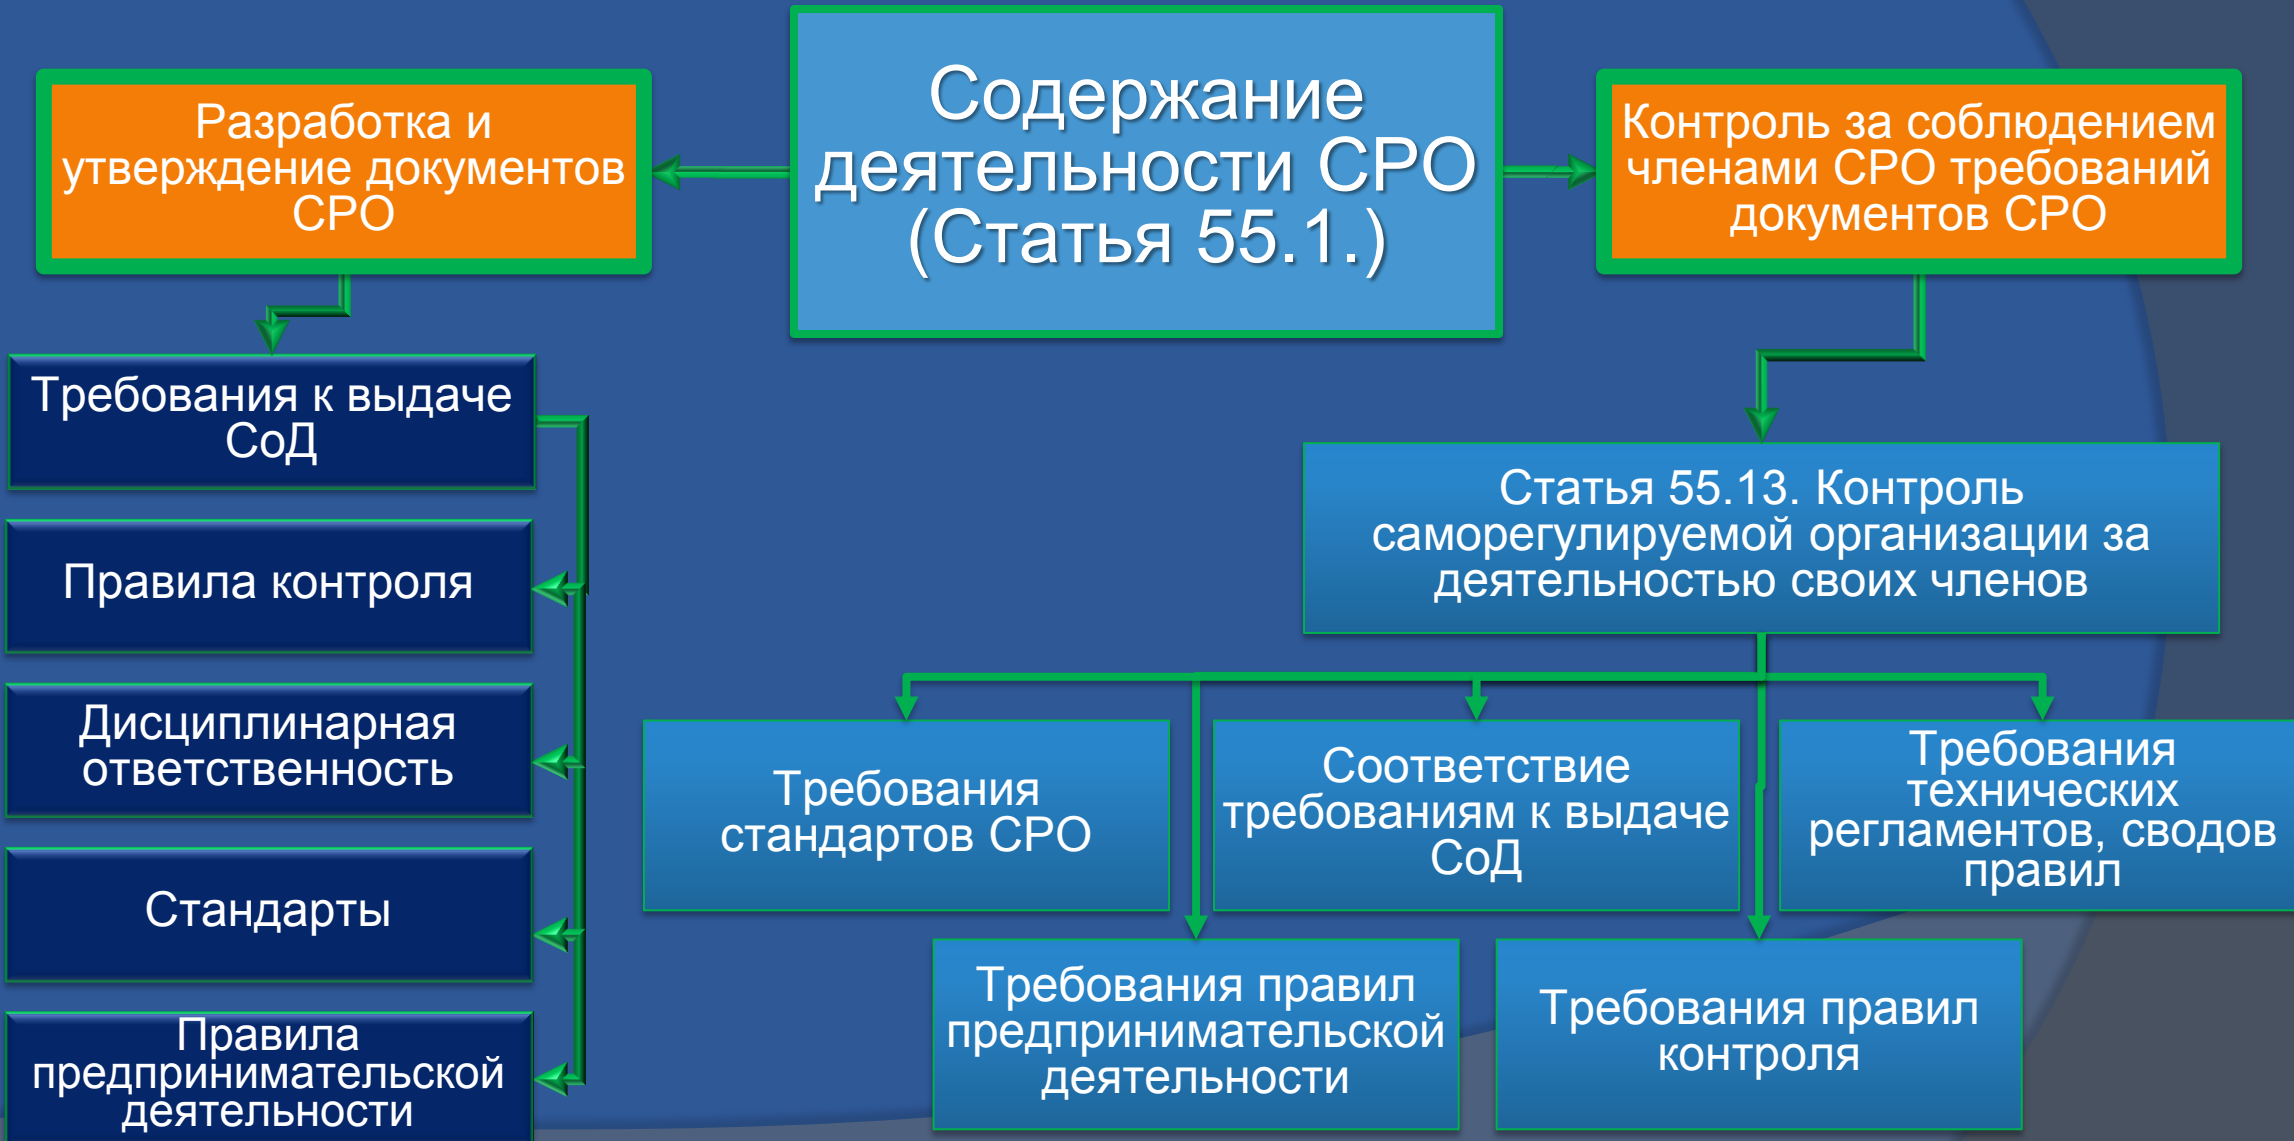 Содержание
деятельности СРО
(Статья 55.1.)
Разработка и
утверждение документов
СРО
Требования к выдаче
СоД
Правила контроля
Дисциплинарная
ответственность
Стандарты
Правила
предпринимательской
деятельности
Контроль за соблюдением
членами СРО требований
документов СРО
Статья 55.13. Контроль
саморегулируемой организации за
деятельностью своих членов
Требования
стандартов СРО
Соответствие
требованиям к выдаче
СоД
Требования
технических
регламентов, сводов
правил
Требования правил
предпринимательской
деятельности
Требования правил
контроля